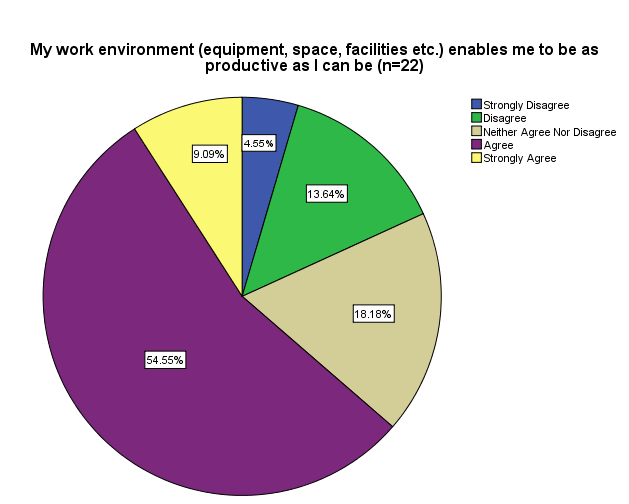 My work environment (equipment, space, facilities etc.) enables me to be as
productive as I can be (n=22)
Strongly Disagree
Disagree
Neither Agree Nor Disagree
Agree
Strongly Agree
9.09%
4.55%
13.64%
18.18%
54.55%